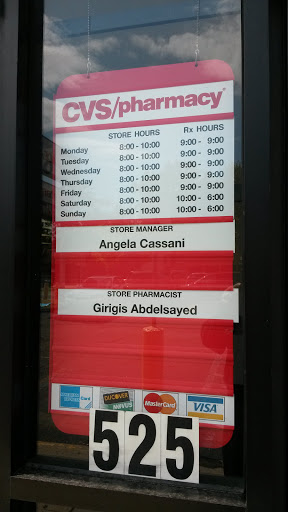 CVS/pharmacy
STORE HOURS Rx HOURS
Monday 8:00 - 10:00 9:00 - 9:00
Tuesday 8:00 - 10:00 9:00 - 9:00
Wednesday 8:00 - 10:00 9:00 - 9:00
Thursday 8:00 - 10:00 9:00 - 9:00
Friday 8:00 - 10:00 9:00 - 9:00
Saturday 8:00 - 10:00 10:00 - 6:00
Sunday 8:00 - 10:00 10:00 - 6:00
STORE MANAGER
Angela Cassani
STORE PHARMACIST
Girigis Abdelsayed
DISCOVER MasterCard VISA
NOVUS
525